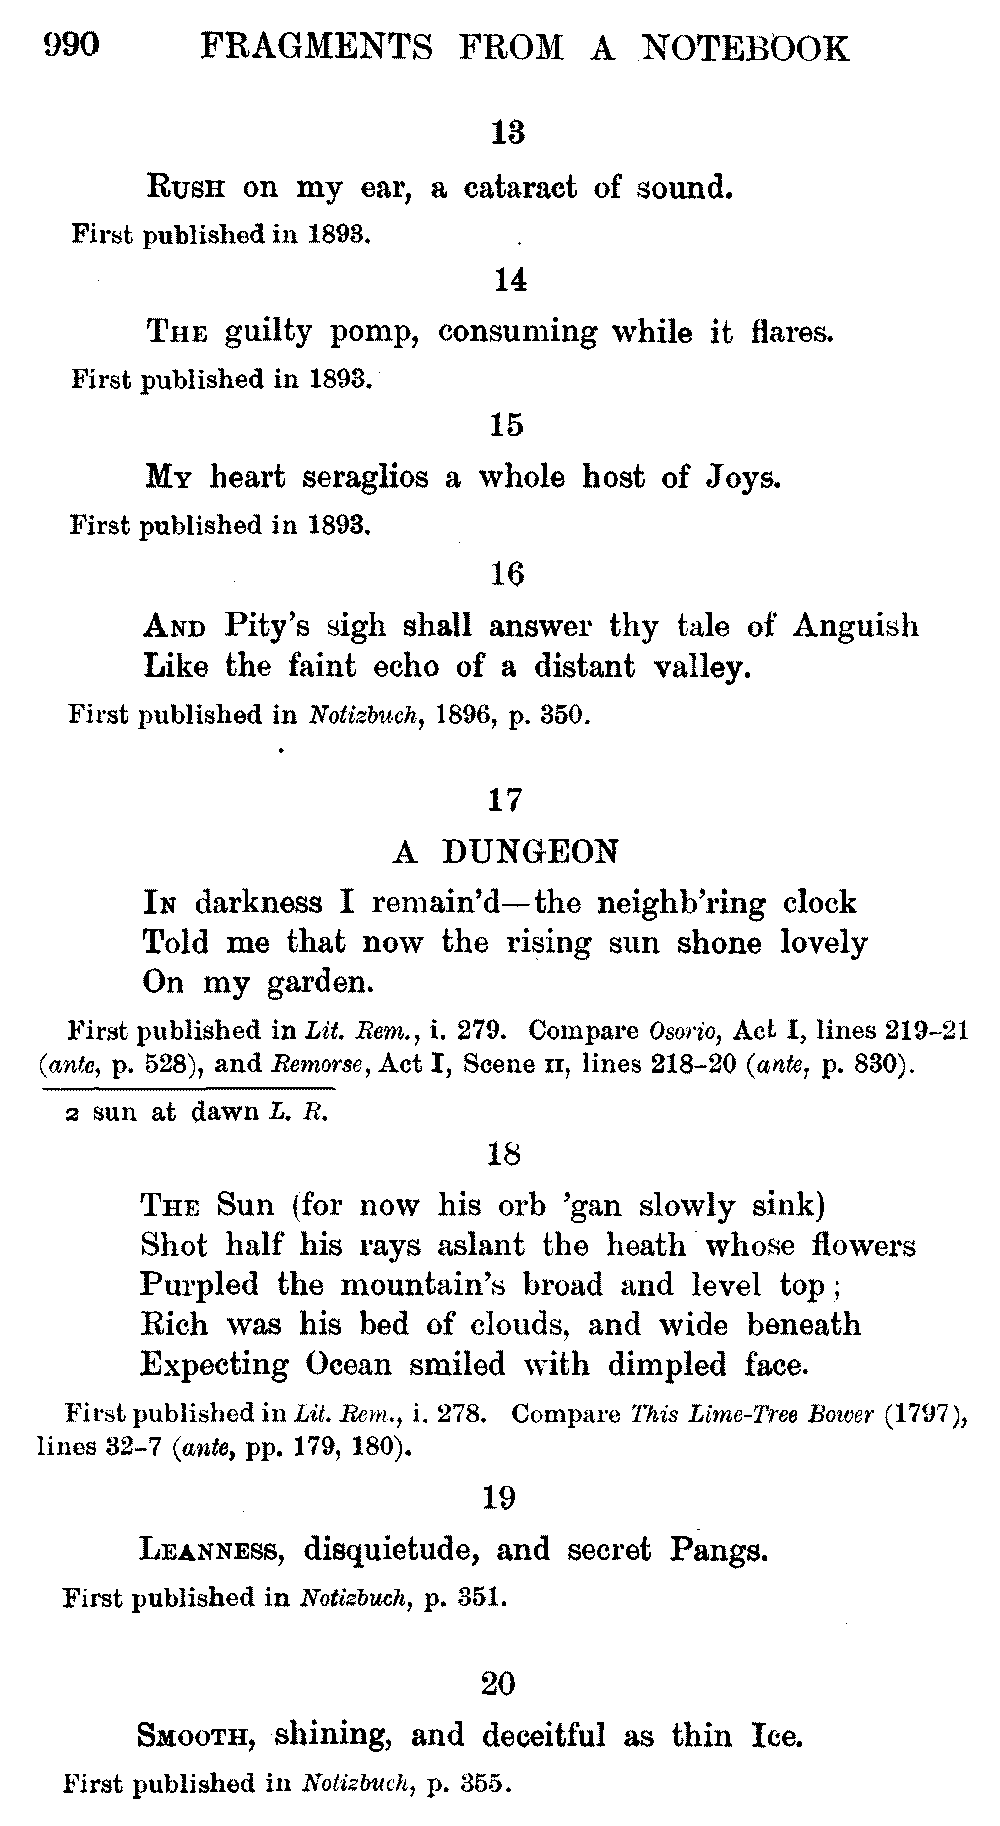 990 FRAGMENTS FROM A NOTEBOOK
13
RUSH on my ear, a cataract of sound.
First published in 1893.
14
THE guilty pomp, consuming while it flares.
First published in 1893.
15
MY heart seraglios a whole host of Joys.
First published in 1893.
16
AND Pity's sigh shall answer thy tale of Anguish
Like the faint echo of a distant valley.
First published in Notizbuch, 1896, p. 350.
17
A DUNGEON
IN darkness I remain'd—the neighb'ring clock
Told me that now the rising sun shone lovely
On my garden.
First published in Lit. Rem., i. 279. Compare Osorio, Act I, lines 219-21
(ante, p. 528), and Remorse, Act I, Scene II, lines 218-20 (ante, p. 830).
2 sun at dawn L. R.
18
THE Sun (for now his orb 'gan slowly sink)
Shot half his rays aslant the heath whose flowers
Purpled the mountain's broad and level top;
Rich was his bed of clouds, and wide beneath
Expecting Ocean smiled with dimpled face.
First published in Lit. Rem., i. 278. Compare This Lime-Tree Bower (1797),
lines 32-7 (ante, pp. 179, 180).
19
LEANNESS, disquietude, and secret Pangs.
First published in Notizbuch, p. 351.
20
SMOOTH, shining, and deceitful as thin Ice.
First published in Notizbuch, p. 355.